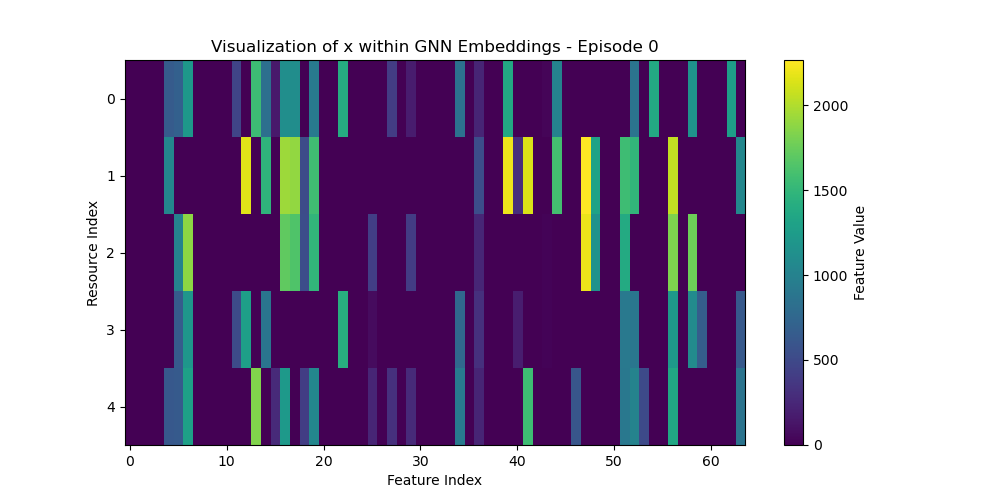 Visualization of x within GNN Embeddings - Episode 0
Resource Index
0
1
2
3
4
0 10 20 30 40 50 60
Feature Index
2000
1500
1000
500
0
Feature Value